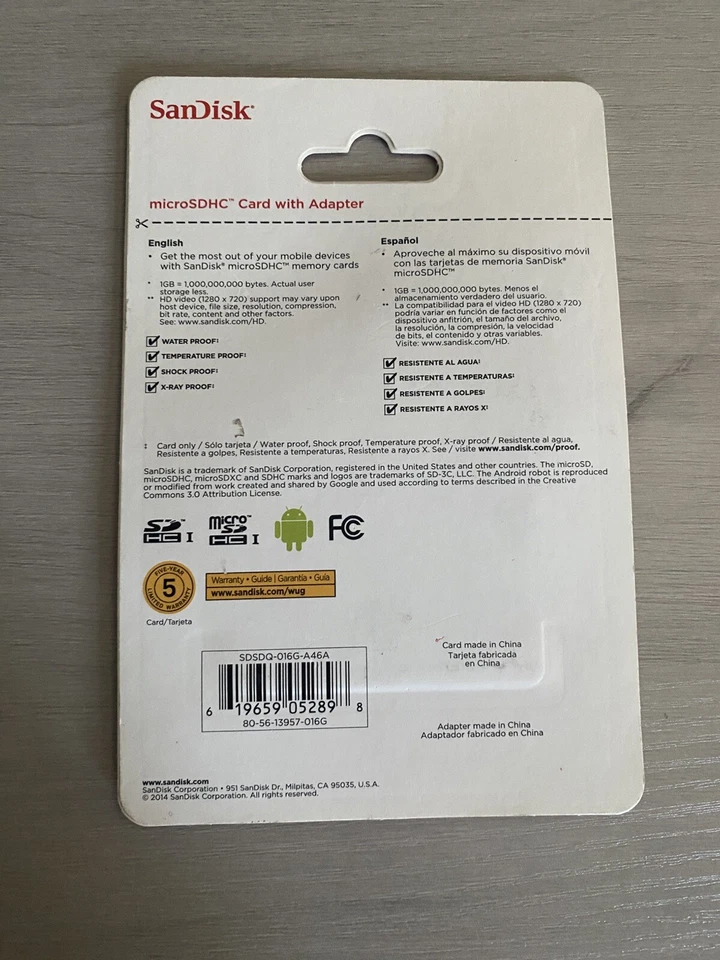 SanDisk®
microSDHC™ Card with Adapter
English
• Get the most out of your mobile devices
with SanDisk® microSDHC™ memory cards
* 1GB = 1,000,000,000 bytes. Actual user
storage less.
** HD video (1280 x 720) support may vary upon
host device, file size, resolution, compression,
bit rate, content and other factors.
See: www.sandisk.com/HD.
WATER PROOF‡
TEMPERATURE PROOF‡
SHOCK PROOF‡
X-RAY PROOF‡
Español
• Aproveche al máximo su dispositivo móvil
con las tarjetas de memoria SanDisk®
microSDHC™
* 1GB = 1,000,000,000 bytes. Menos el
almacenamiento verdadero del usuario.
** La compatibilidad para el video HD (1280 x 720)
podría variar en función de factores como el
dispositivo anfitrión, el tamaño del archivo,
la resolución, la compresión, la velocidad
de bits, el contenido y otras variables.
Visite: www.sandisk.com/HD.
RESISTENTE AL AGUA‡
RESISTENTE A TEMPERATURAS‡
RESISTENTE A GOLPES‡
RESISTENTE A RAYOS X‡
‡ Card only / Sólo tarjeta / Water proof, Shock proof, Temperature proof, X-ray proof / Resistente al agua,
Resistente a golpes, Resistente a temperaturas, Resistente a rayos X. See / visite www.sandisk.com/proof.
SanDisk is a trademark of SanDisk Corporation, registered in the United States and other countries. The microSD,
microSDHC, microSDXC and SDHC marks and logos are trademarks of SD-3C, LLC. The Android robot is reproduced
or modified from work created and shared by Google and used according to terms described in the Creative
Commons 3.0 Attribution License.
SD™ HC I
micro™ SD HC I
FC
FIVE-YEAR
5
LIMITED WARRANTY
Card/Tarjeta
Warranty • Guide | Garantía • Guía
www.sandisk.com/wug
SDSDQ-016G-A46A
6 19659 05289 8
80-56-13957-016G
Card made in China
Tarjeta fabricada
en China
Adapter made in China
Adaptador fabricado en China
www.sandisk.com
SanDisk Corporation • 951 SanDisk Dr., Milpitas, CA 95035, U.S.A.
© 2014 SanDisk Corporation. All rights reserved.